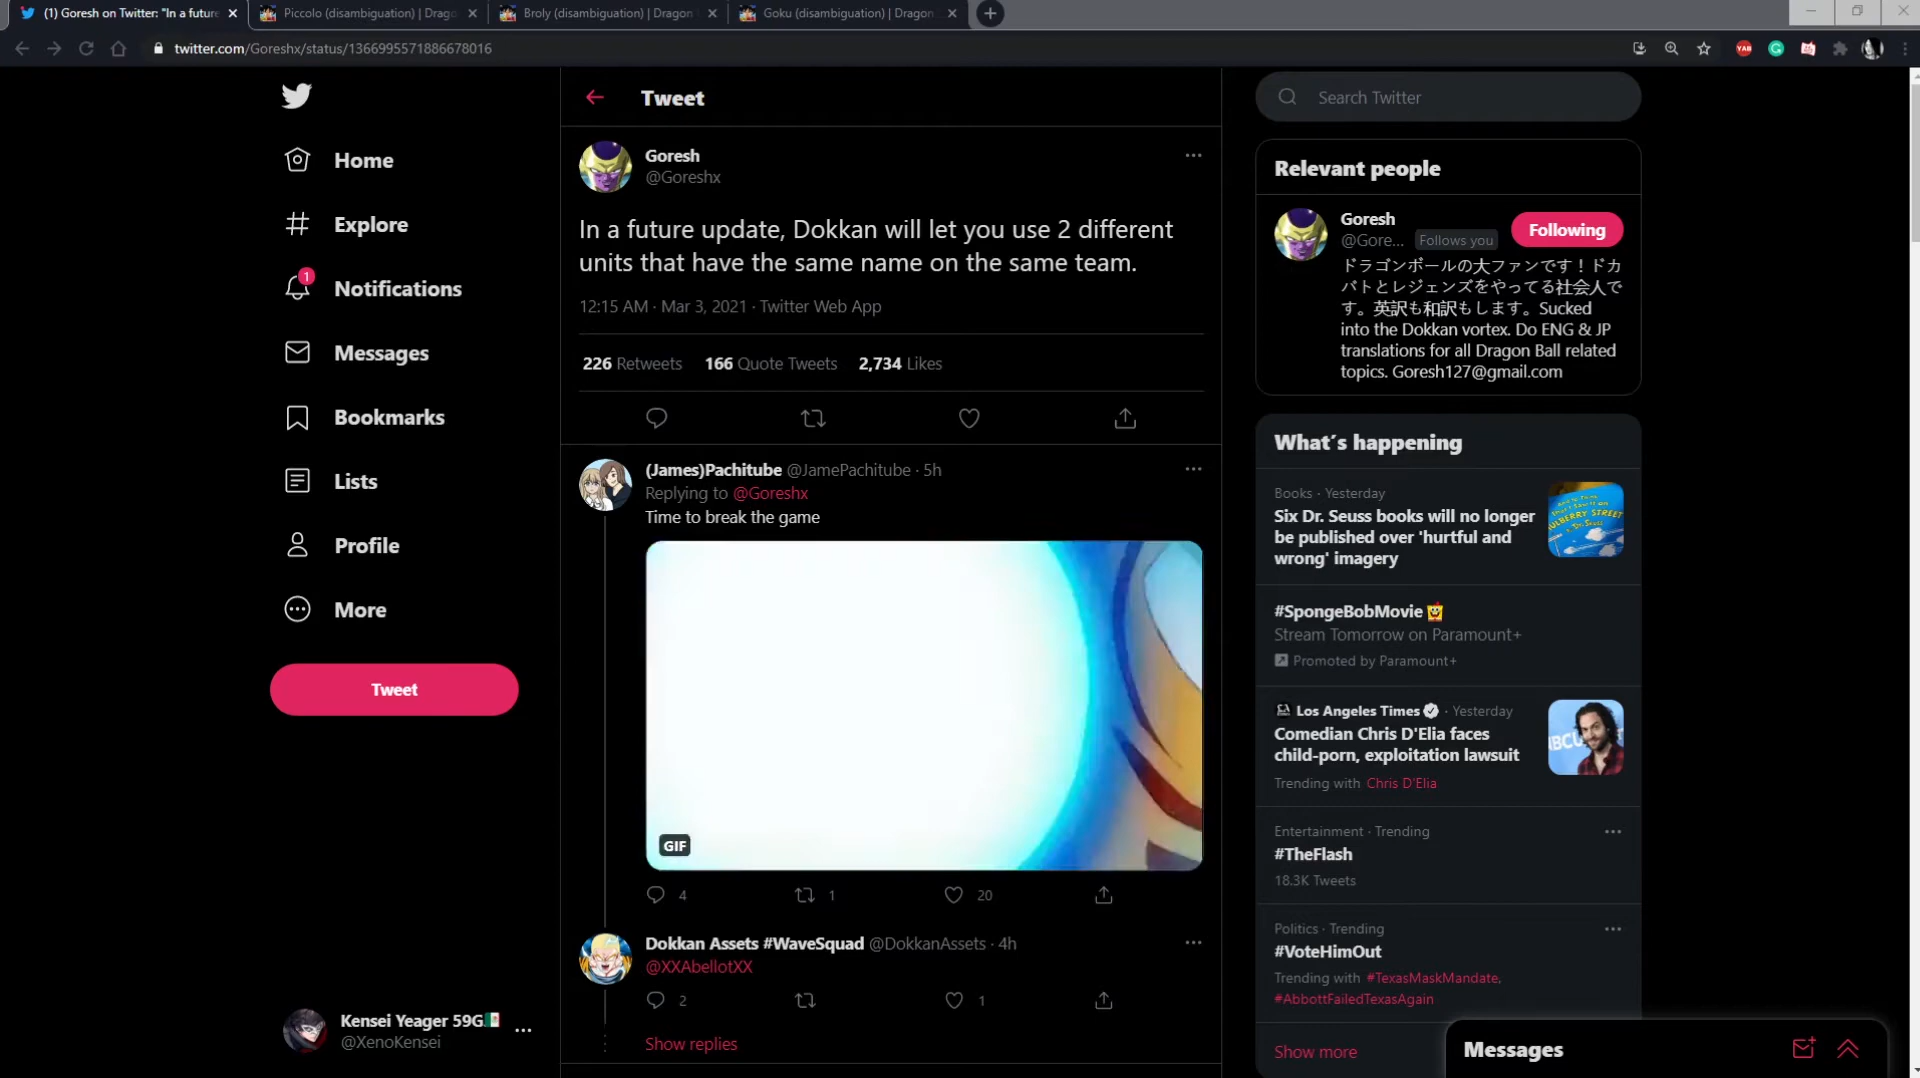 (1) Goresh on Twitter: "In a future
Piccolo (disambiguation) | Drago
Broly (disambiguation) | Dragon
Goku (disambiguation) | Dragon
twitter.com/Goreshx/status/1366995571886678016
YAB
Home
Explore
1
Notifications
Messages
Bookmarks
Lists
Profile
More
Tweet
Kensei Yeager 59G
@XenoKensei
Tweet
Goresh
@Goreshx
In a future update, Dokkan will let you use 2 different
units that have the same name on the same team.
12:15 AM · Mar 3, 2021 · Twitter Web App
226 Retweets 166 Quote Tweets 2,734 Likes
(James)Pachitube @JamePachitube · 5h
Replying to @Goreshx
Time to break the game
GIF
4 1 20
Dokkan Assets #WaveSquad @DokkanAssets · 4h
@XXAbellotXX
2 1
Show replies
Search Twitter
Relevant people
Goresh
@Gore... Follows you
Following
ドラゴンボールの大ファンです！ドカ
バトとレジェンズをやってる社会人で
す。英訳も和訳もします。Sucked
into the Dokkan vortex. Do ENG & JP
translations for all Dragon Ball related
topics. Goresh127@gmail.com
What's happening
Books · Yesterday
Six Dr. Seuss books will no longer
be published over 'hurtful and
wrong' imagery
MULBERRY STREET
#SpongeBobMovie
Stream Tomorrow on Paramount+
Promoted by Paramount+
Los Angeles Times · Yesterday
Comedian Chris D'Elia faces
child-porn, exploitation lawsuit
Trending with Chris D'Elia
Entertainment · Trending
#TheFlash
18.3K Tweets
Politics · Trending
#VoteHimOut
Trending with #TexasMaskMandate,
#AbbottFailedTexasAgain
Show more
Messages